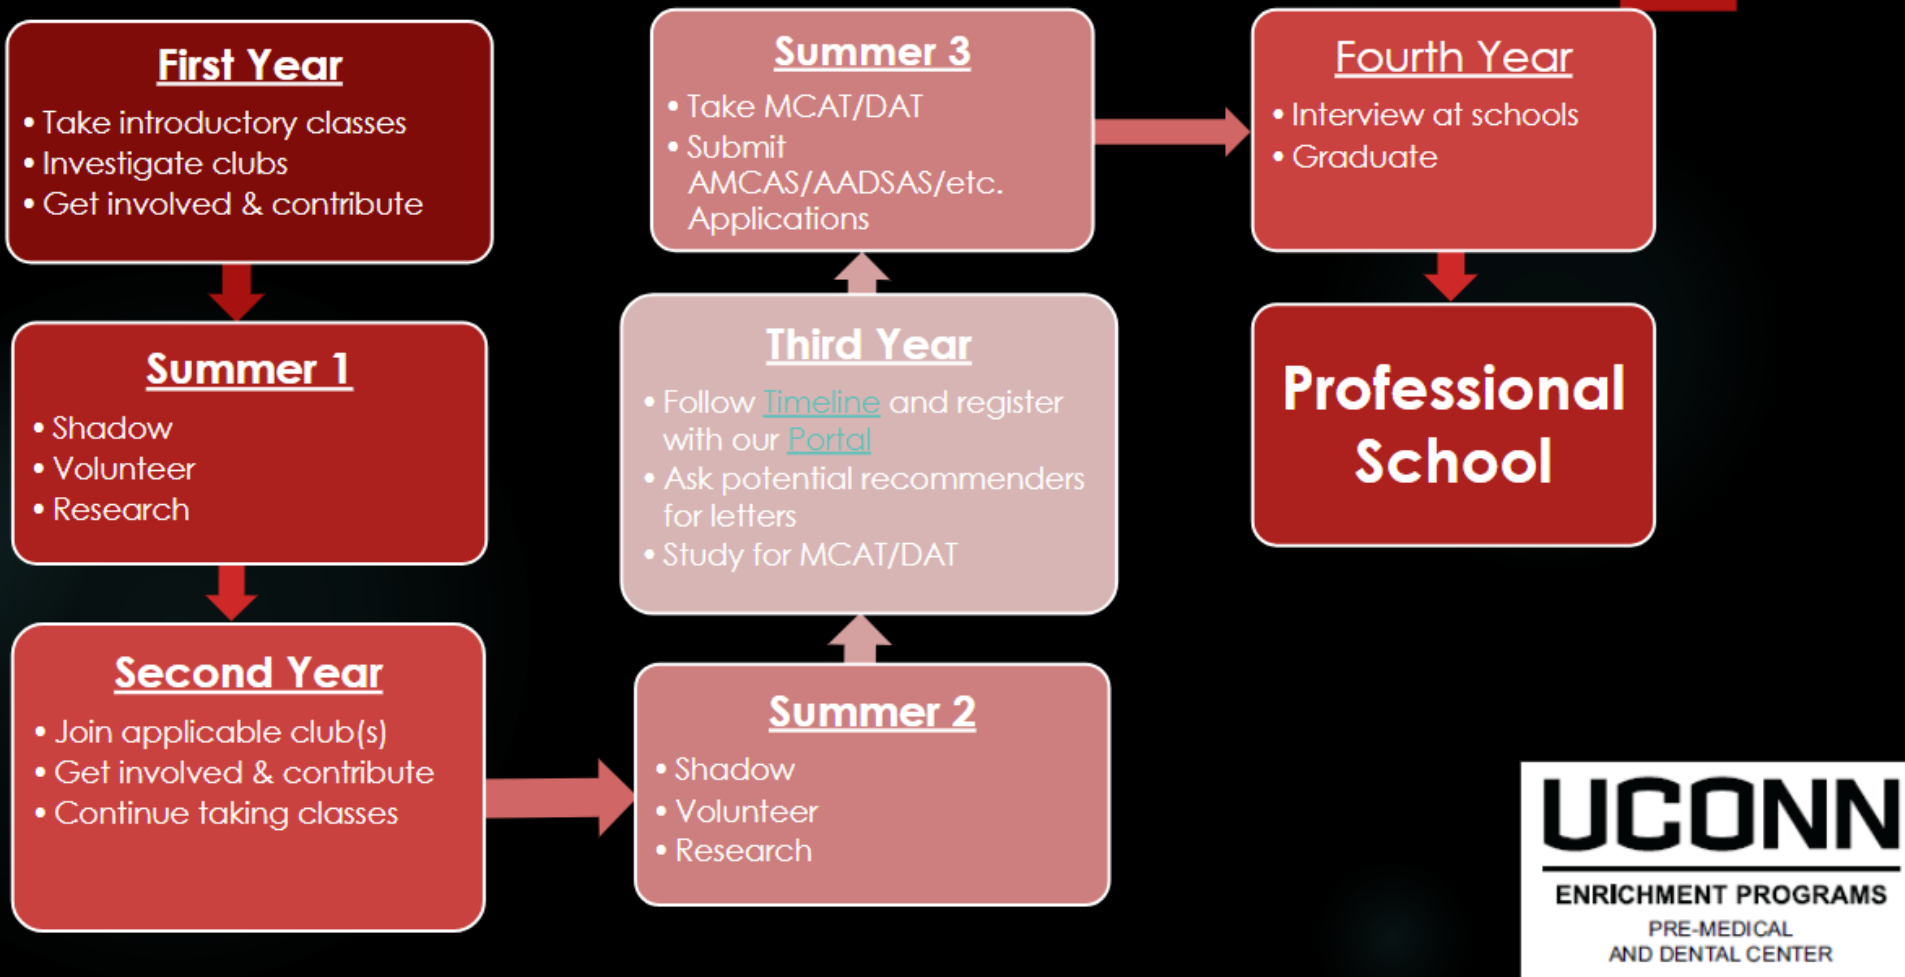 First Year
• Take introductory classes
• Investigate clubs
• Get involved & contribute
Summer 1
• Shadow
• Volunteer
• Research
Second Year
• Join applicable club(s)
• Get involved & contribute
• Continue taking classes
Summer 2
• Shadow
• Volunteer
• Research
Third Year
• Follow Timeline and register
with our Portal
• Ask potential recommenders
for letters
• Study for MCAT/DAT
Summer 3
• Take MCAT/DAT
• Submit
AMCAS/AADSAS/etc.
Applications
Fourth Year
• Interview at schools
• Graduate
Professional
School
UCONN
ENRICHMENT PROGRAMS
PRE-MEDICAL
AND DENTAL CENTER